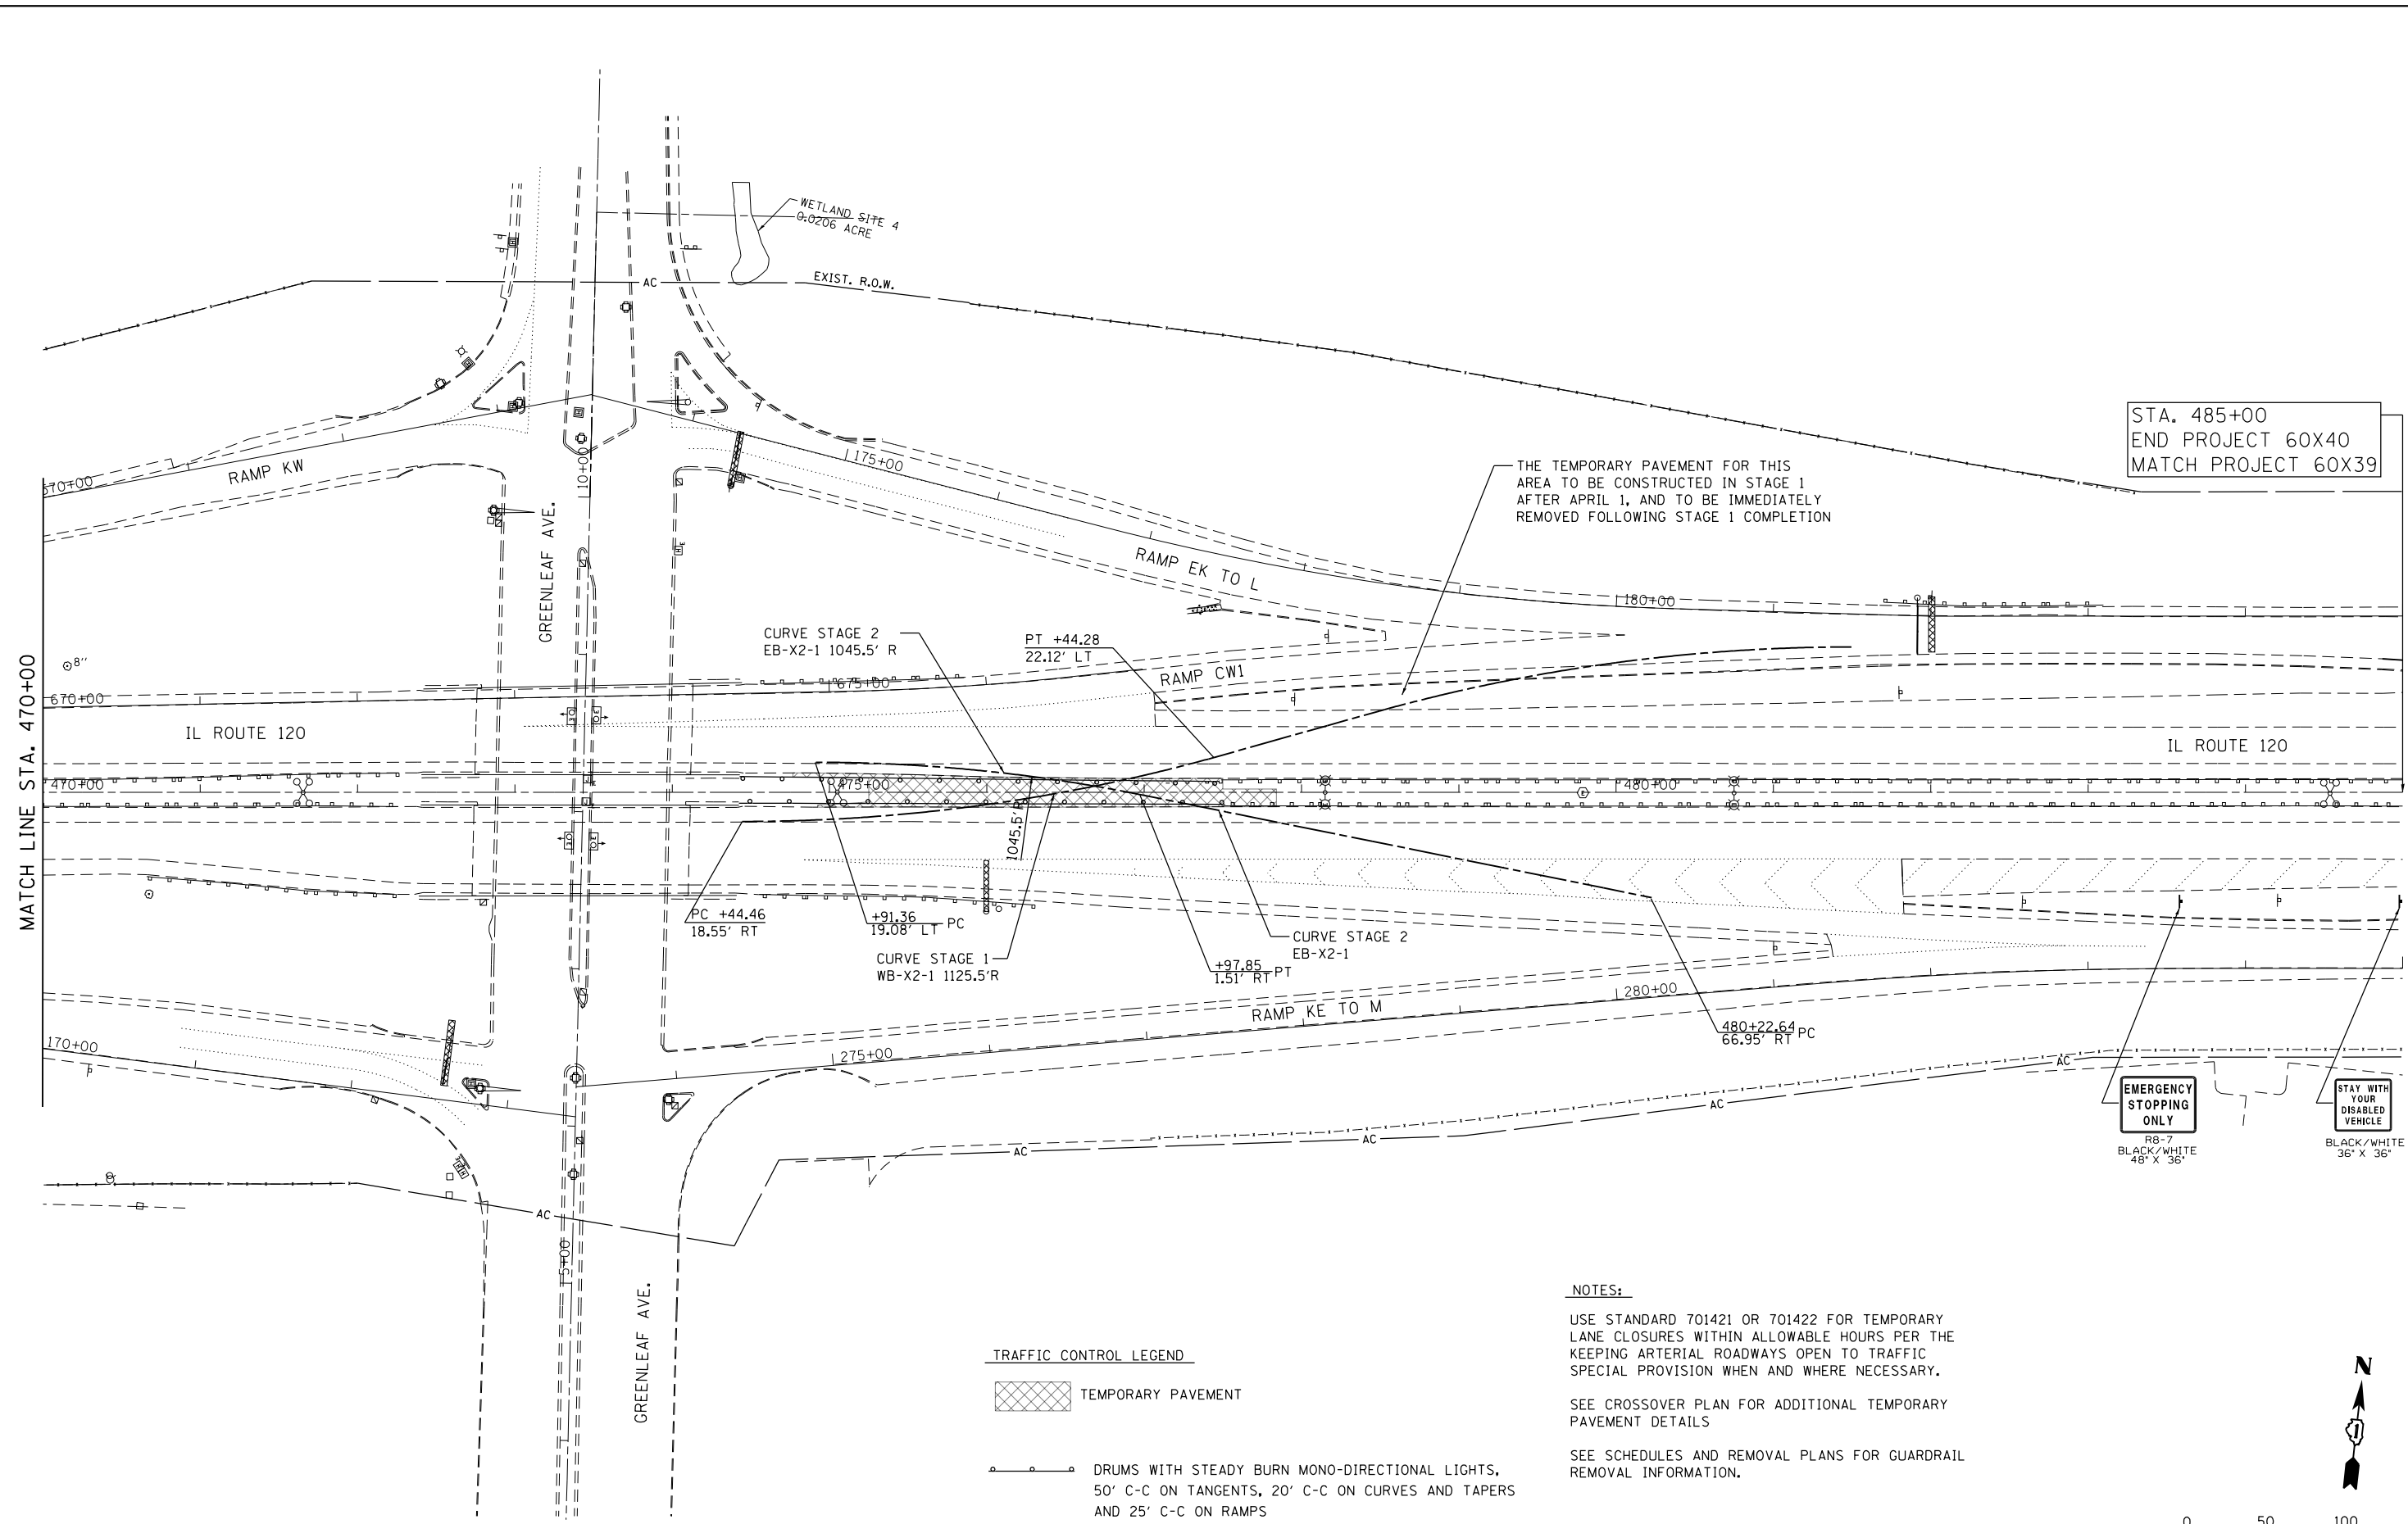 WETLAND SITE 4
0.0206 ACRE
AC
EXIST. R.O.W.
STA. 485+00
END PROJECT 60X40
MATCH PROJECT 60X39
RAMP KW
10+00
175+00
THE TEMPORARY PAVEMENT FOR THIS
AREA TO BE CONSTRUCTED IN STAGE 1
AFTER APRIL 1, AND TO BE IMMEDIATELY
REMOVED FOLLOWING STAGE 1 COMPLETION
GREENLEAF AVE.
RAMP EK TO L
180+00
MATCH LINE STA. 470+00
8''
CURVE STAGE 2
EB-X2-1 1045.5' R
PT +44.28
22.12' LT
RAMP CW1
670+00
675+00
IL ROUTE 120
IL ROUTE 120
470+00
475+00
480+00
1045.5'
PC +44.46
18.55' RT
+91.36 PC
19.08' LT
CURVE STAGE 1
WB-X2-1 1125.5'R
+97.85 PT
1.51' RT
CURVE STAGE 2
EB-X2-1
280+00
RAMP KE TO M
480+22.64 PC
66.95' RT
170+00
275+00
AC
AC
AC
AC
AC
EMERGENCY
STOPPING
ONLY
R8-7
BLACK/WHITE
48" X 36"
STAY WITH
YOUR
DISABLED
VEHICLE
BLACK/WHITE
36" X 36"
5+00
GREENLEAF AVE.
TRAFFIC CONTROL LEGEND
TEMPORARY PAVEMENT
DRUMS WITH STEADY BURN MONO-DIRECTIONAL LIGHTS,
50' C-C ON TANGENTS, 20' C-C ON CURVES AND TAPERS
AND 25' C-C ON RAMPS
NOTES:
USE STANDARD 701421 OR 701422 FOR TEMPORARY
LANE CLOSURES WITHIN ALLOWABLE HOURS PER THE
KEEPING ARTERIAL ROADWAYS OPEN TO TRAFFIC
SPECIAL PROVISION WHEN AND WHERE NECESSARY.
SEE CROSSOVER PLAN FOR ADDITIONAL TEMPORARY
PAVEMENT DETAILS
SEE SCHEDULES AND REMOVAL PLANS FOR GUARDRAIL
REMOVAL INFORMATION.
N
0 50 100